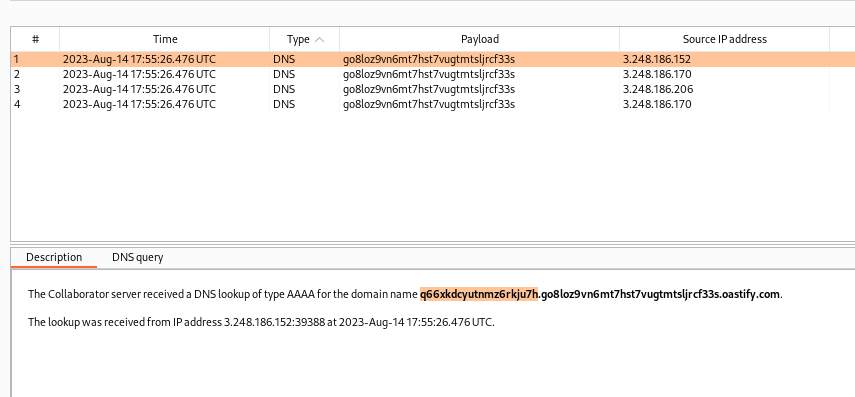 # Time Type Payload Source IP address
1 2023-Aug-14 17:55:26.476 UTC DNS go8loz9vn6mt7hst7vugtmtsljrcf33s 3.248.186.152
2 2023-Aug-14 17:55:26.476 UTC DNS go8loz9vn6mt7hst7vugtmtsljrcf33s 3.248.186.170
3 2023-Aug-14 17:55:26.476 UTC DNS go8loz9vn6mt7hst7vugtmtsljrcf33s 3.248.186.206
4 2023-Aug-14 17:55:26.476 UTC DNS go8loz9vn6mt7hst7vugtmtsljrcf33s 3.248.186.170
Description DNS query
The Collaborator server received a DNS lookup of type AAAA for the domain name q66xkdcyutnmz6rkju7h.go8loz9vn6mt7hst7vugtmtsljrcf33s.oastify.com.
The lookup was received from IP address 3.248.186.152:39388 at 2023-Aug-14 17:55:26.476 UTC.